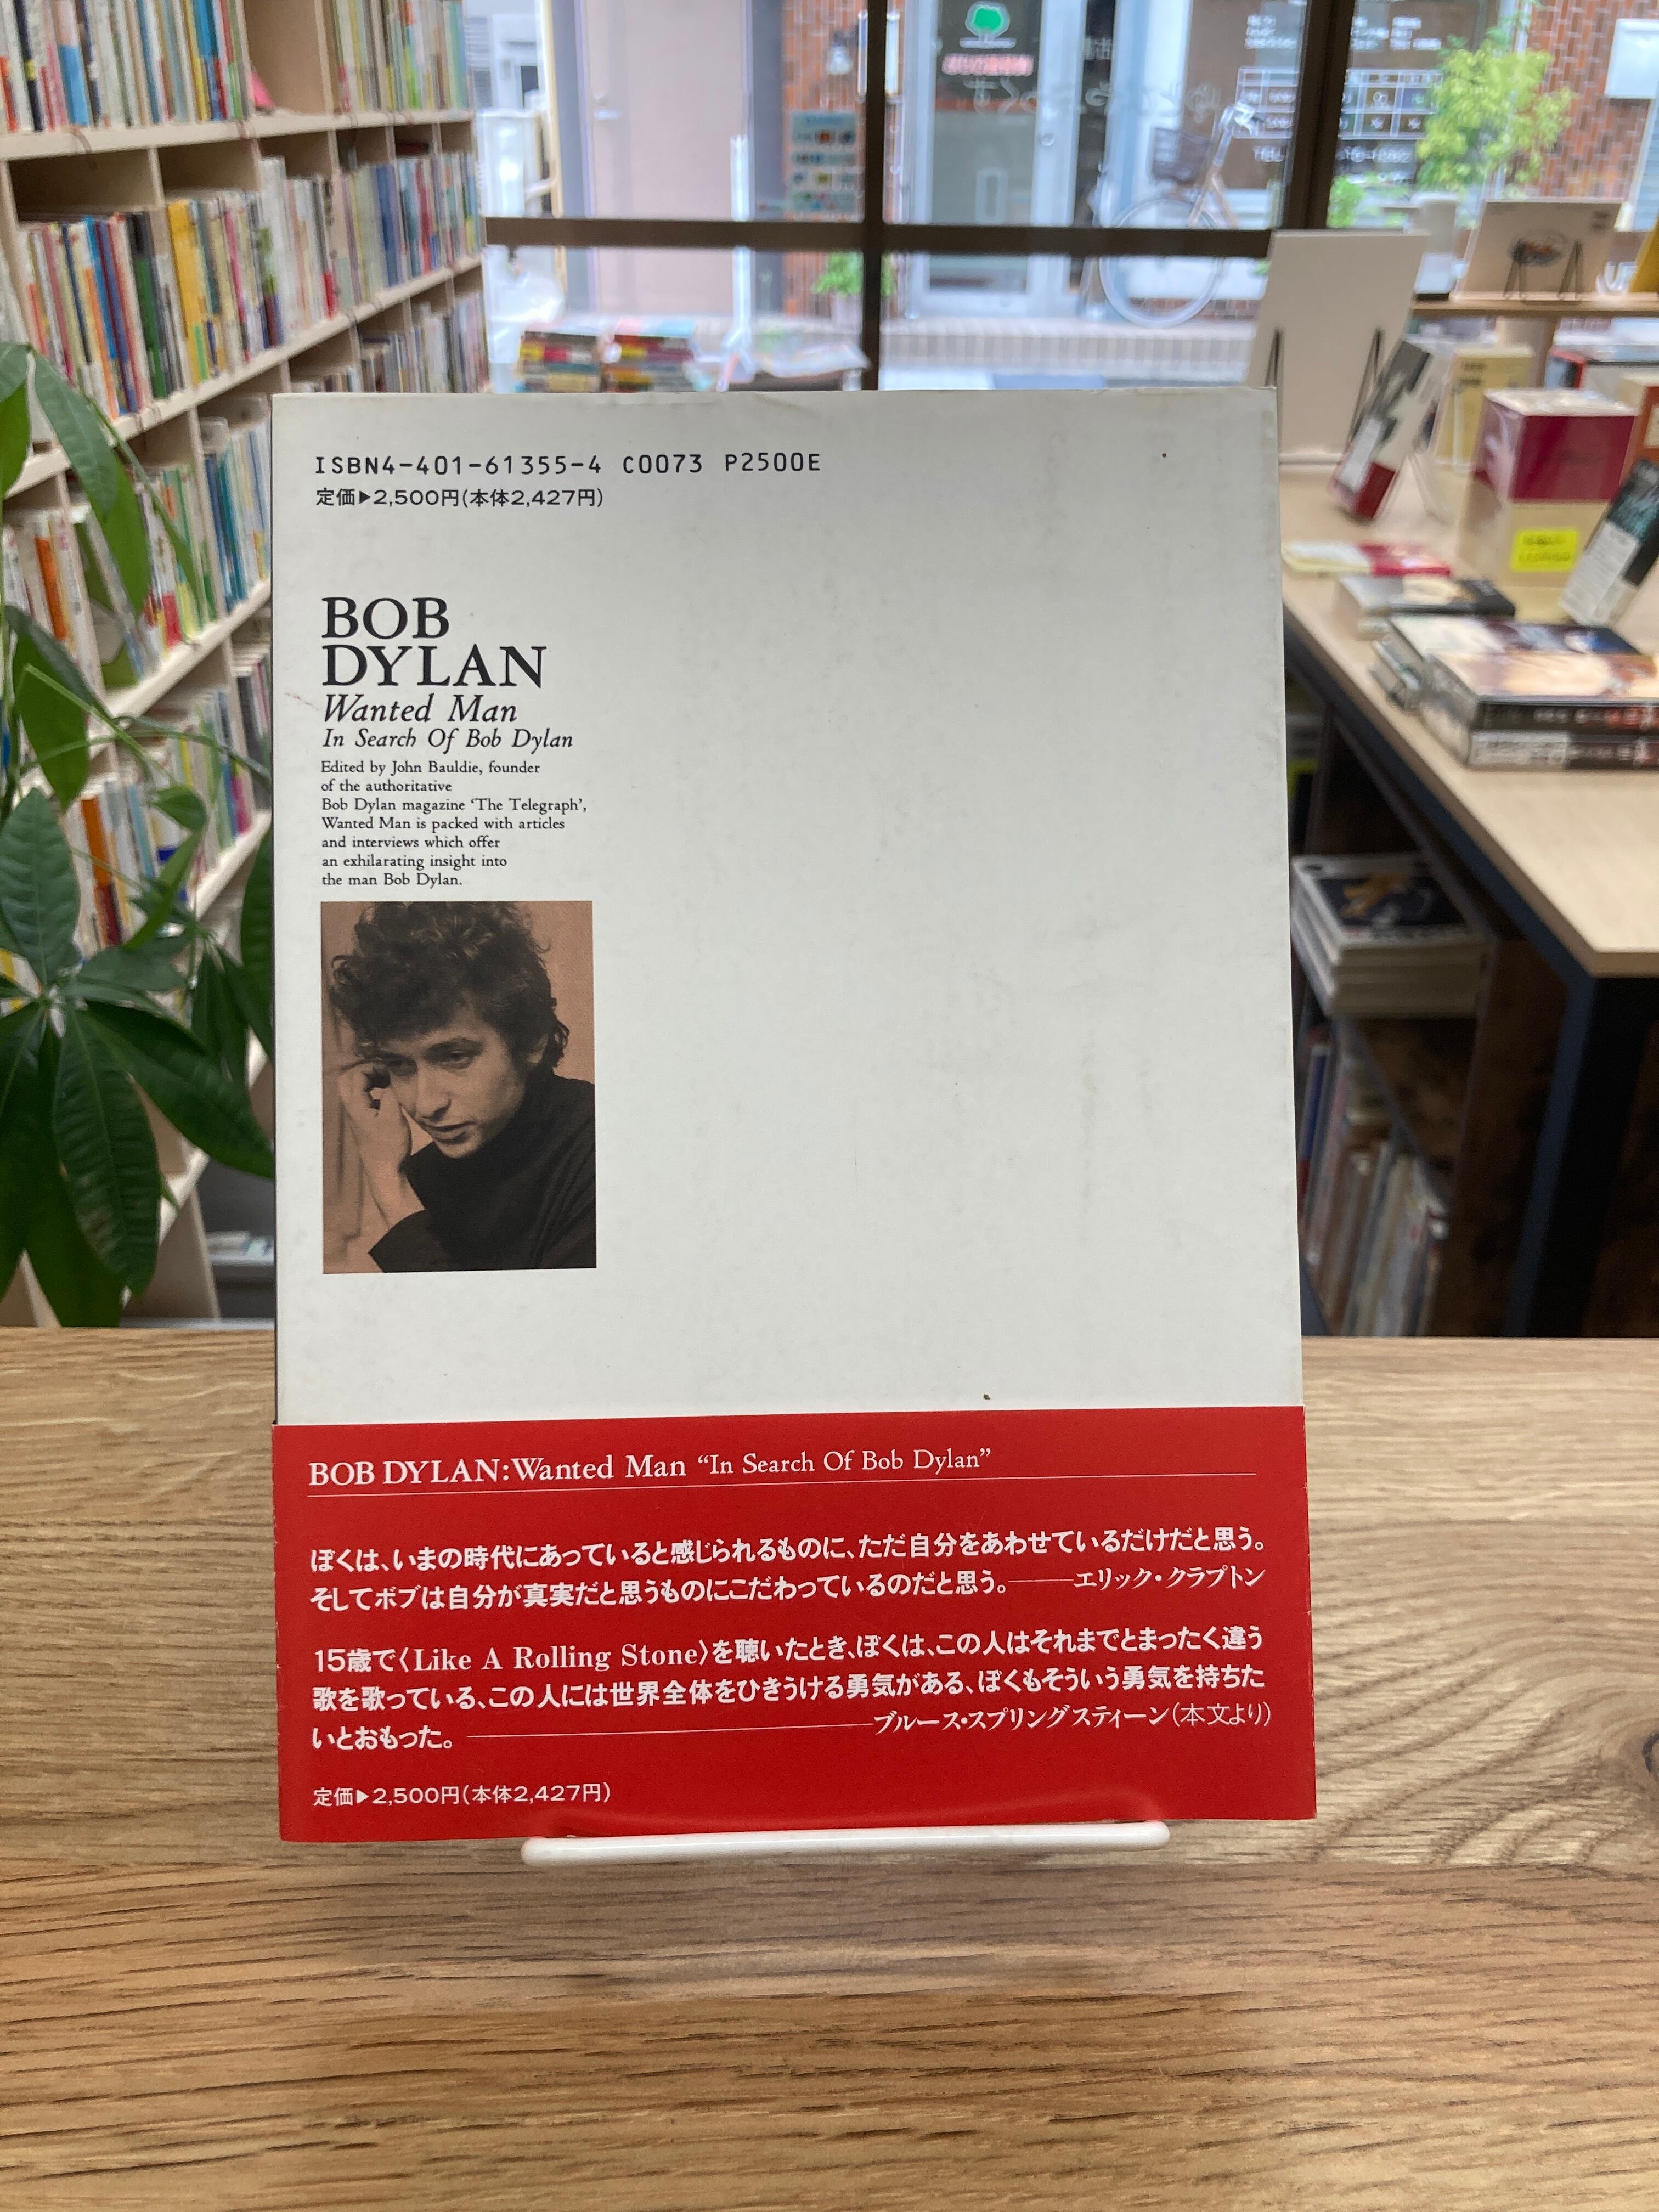 ISBN4-401-61355-4 C0073 P2500E
定価▶2,500円(本体2,427円)
BOB
DYLAN
Wanted Man
In Search Of Bob Dylan
Edited by John Bauldie, founder
of the authoritative
Bob Dylan magazine ‘The Telegraph’,
Wanted Man is packed with articles
and interviews which offer
an exhilarating insight into
the man Bob Dylan.
BOB DYLAN:Wanted Man “In Search Of Bob Dylan”
ぼくは、いまの時代にあっていると感じられるものに、ただ自分をあわせているだけだと思う。
そしてボブは自分が真実だと思うものにこだわっているのだと思う。――エリック・クラプトン
15歳で〈Like A Rolling Stone〉を聴いたとき、ぼくは、この人はそれまでとまったく違う
歌を歌っている、この人には世界全体をひきうける勇気がある、ぼくもそういう勇気を持ちた
いとおもった。――――ブルース・スプリングスティーン(本文より)
定価▶2,500円(本体2,427円)